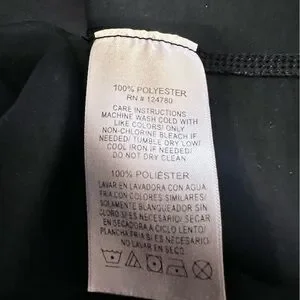 100% POLYESTER
RN # 124780
CARE INSTRUCTIONS
MACHINE WASH COLD WITH
LIKE COLORS/ ONLY
NON-CHLORINE BLEACH IF
NEEDED/ TUMBLE DRY LOW/
COOL IRON IF NEEDED/
DO NOT DRY CLEAN
100% POLIÉSTER
LAVAR EN LAVADORA CON AGUA
FRIA CON COLORES SIMILARES/
SOLAMENTE BLANQUEADOR SIN
CLORO SI ES NECESARIO/ SECAR
EN SECADORA A CICLO LENTO/
PLANCHA FRIA SI ES NECESARIO/
NO LAVAR EN SECO